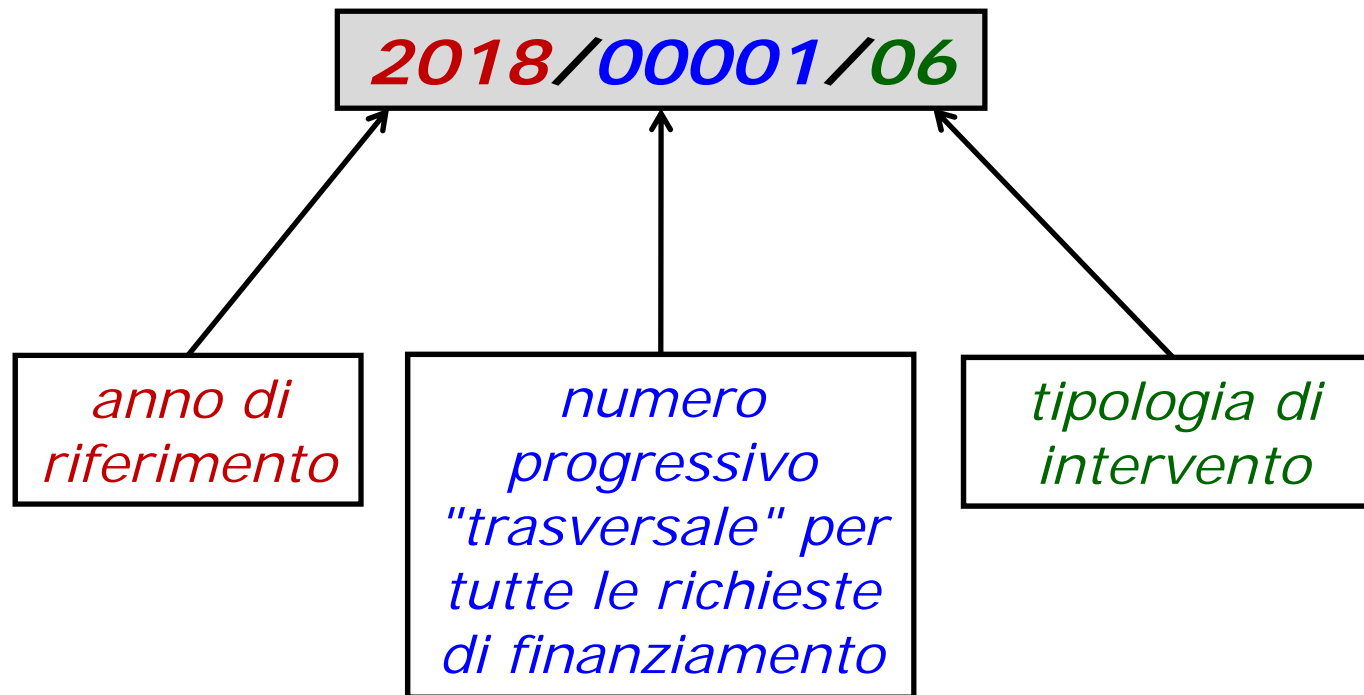 2018/00001/06
anno di
riferimento
numero
progressivo
"trasversale" per
tutte le richieste
di finanziamento
tipologia di
intervento